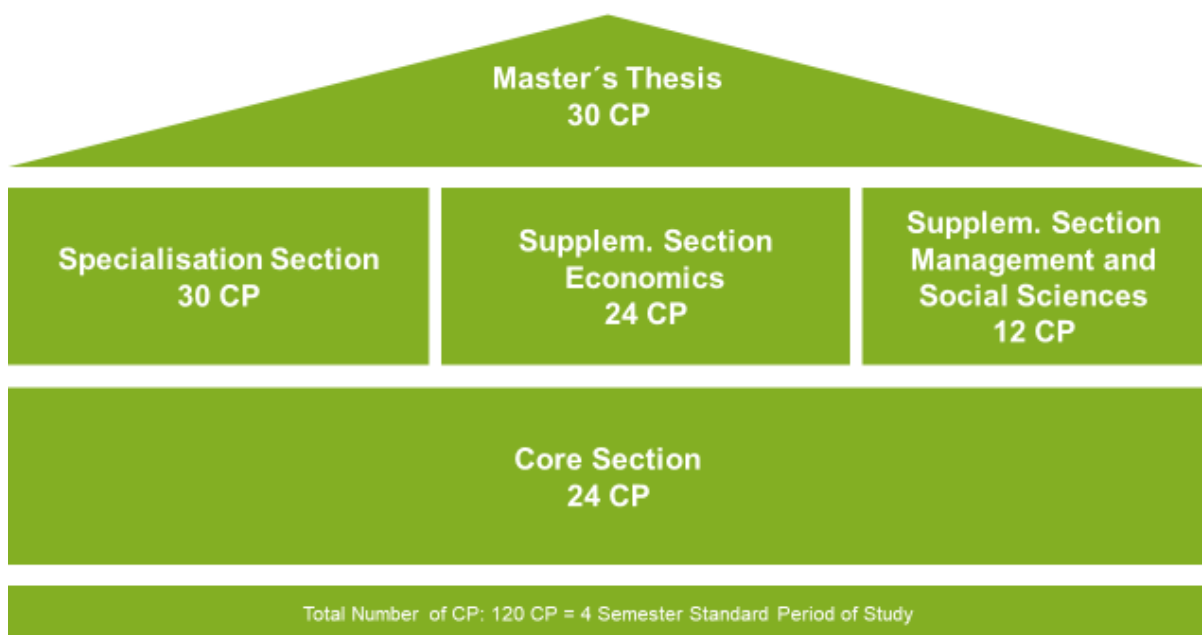 Master´s Thesis
30 CP
Specialisation Section
30 CP
Supplem. Section
Economics
24 CP
Supplem. Section
Management and
Social Sciences
12 CP
Core Section
24 CP
Total Number of CP: 120 CP = 4 Semester Standard Period of Study